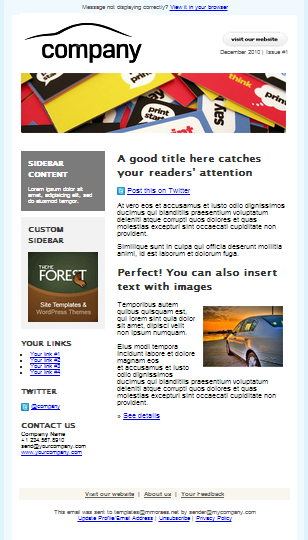 Message not displaying correctly? View it in your browser
company
visit our website
December 2010 | Issue #1
think
print
start
say
SIDEBAR
CONTENT
Lorem ipsum dolor sit
amet, adipisicing elit, sed
do eiusmod tempor.
CUSTOM
SIDEBAR
THEME
FOREST
Site Templates &
WordPress Themes
YOUR LINKS
Your link #1
Your link #2
Your link #3
Your link #4
TWITTER
@company
CONTACT US
Company Name
+1 234.567.8910
send@yourcompany.com
www.yourcompany.com
A good title here catches
your readers' attention
Post this on Twitter
At vero eos et accusamus et iusto odio dignissimos
ducimus qui blanditiis praesentium voluptatum
deleniti atque corrupti quos dolores et quas
molestias excepturi sint occaecati cupiditate non
provident.
Similique sunt in culpa qui officia deserunt mollitia
animi, id est laborum et dolorum fuga.
Perfect! You can also insert
text with images
Temporibus autem
quibus quisquam est,
qui lorem sint quia dolor
sit amet, dipisci velit
non ipsum numquam.
Eius modi tempora
incidunt labore et dolore
magnam eos
et accusamus et iusto
odio dignissimos
ducimus qui blanditiis praesentium voluptatum
deleniti atque corrupti quos dolores et quas
molestias excepturi sint occaecati cupiditate non
provident.
» See details
Visit our website | About us | Your Feedback
This email was sent to templates@mmorses.net by sender@mycompany.com
Update Profile/Email Address | Unsubscribe | Privacy Policy